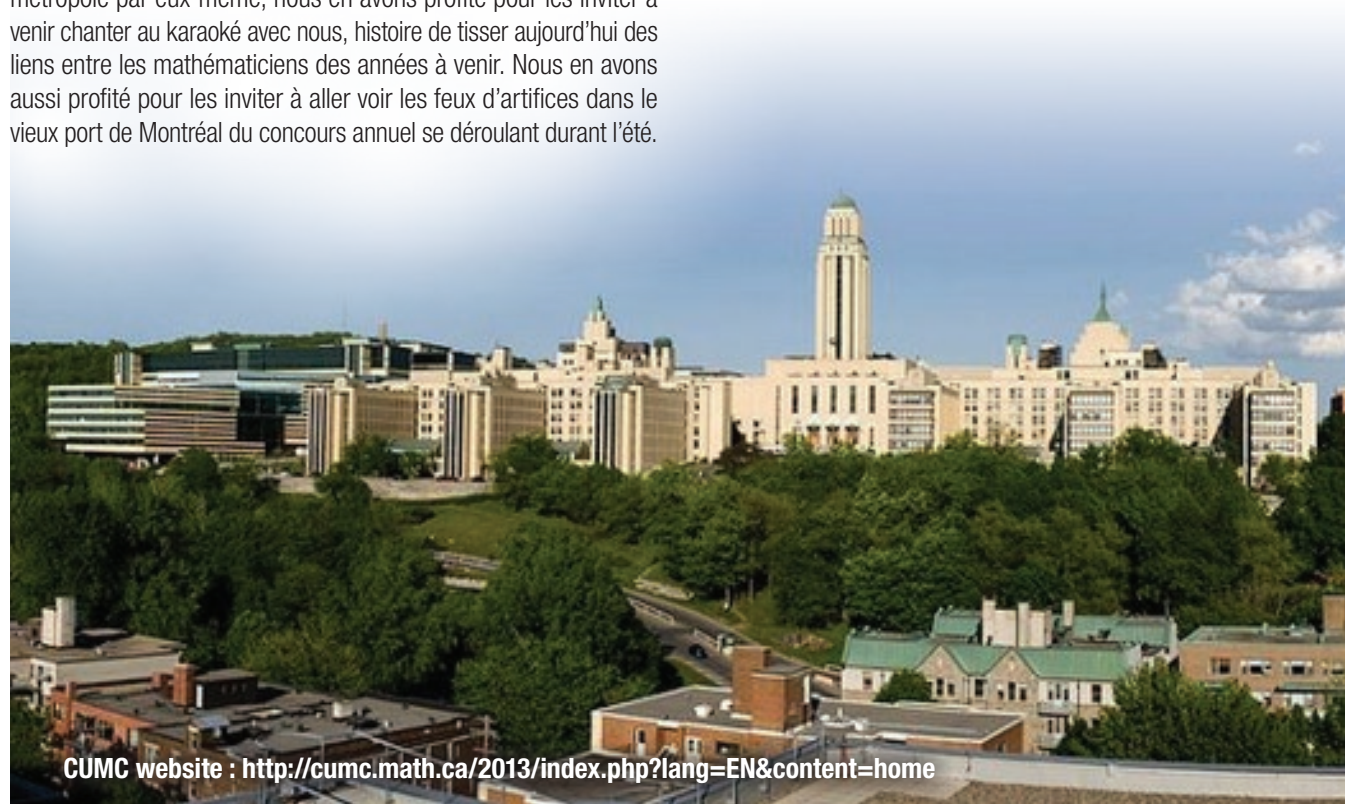 métropole par eux même, nous en avons profité pour les inviter à
venir chanter au karaoké avec nous, histoire de tisser aujourd’hui des
liens entre les mathématiciens des années à venir. Nous en avons
aussi profité pour les inviter à aller voir les feux d’artifices dans le
vieux port de Montréal du concours annuel se déroulant durant l’été.
CUMC website : http://cumc.math.ca/2013/index.php?lang=EN&content=home